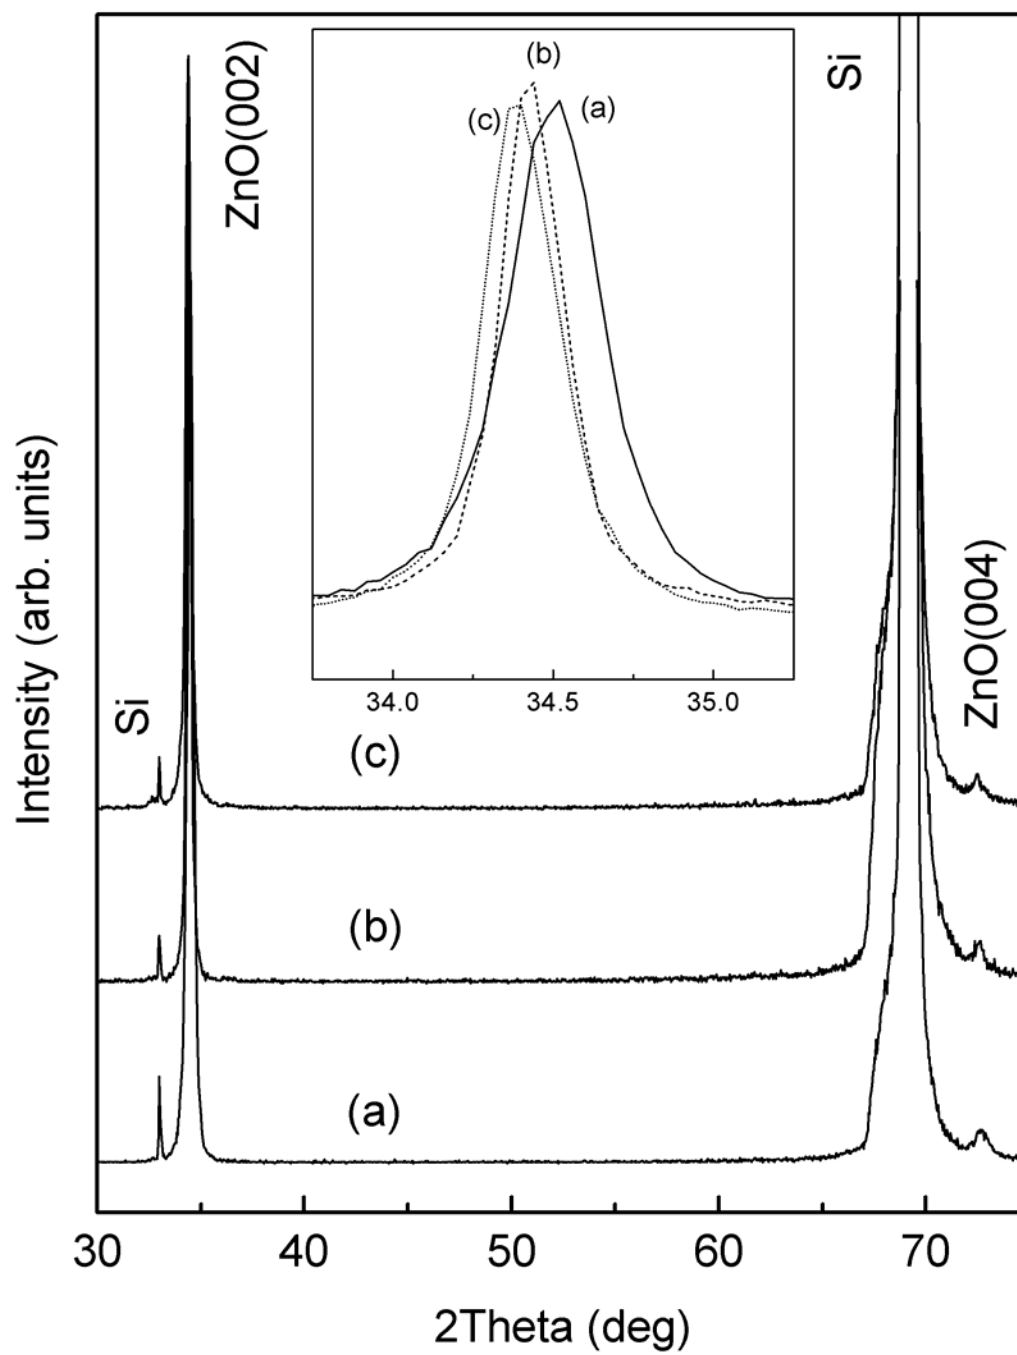 ZnO(002)
Si
(b)
(c)
(a)
34.0
34.5
35.0
Intensity (arb. units)
Si
ZnO(004)
(c)
(b)
(a)
30
40
50
60
70
2Theta (deg)